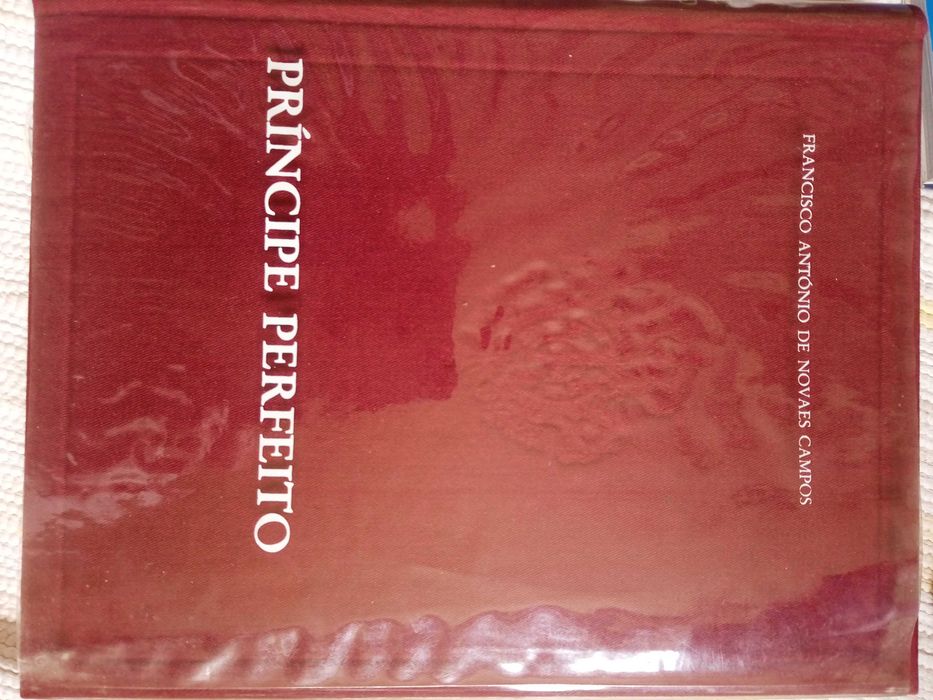 FRANCISCO ANTÓNIO DE NOVAES CAMPOS
PRÍNCIPE PERFEITO